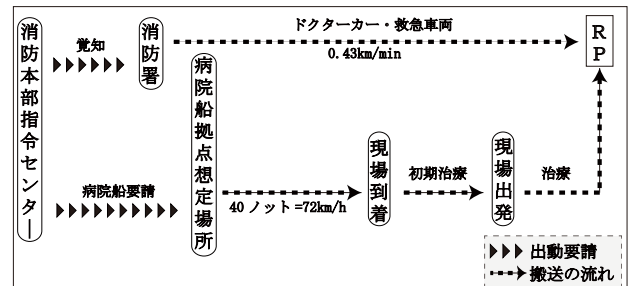 消防本部指令センター
覚知
消防署
ドクターカー・救急車両
0.43km/min
RP
病院船要請
病院船拠点想定場所
40 ノット=72km/h
現場到着
初期治療
現場出発
治療
出動要請
搬送の流れ